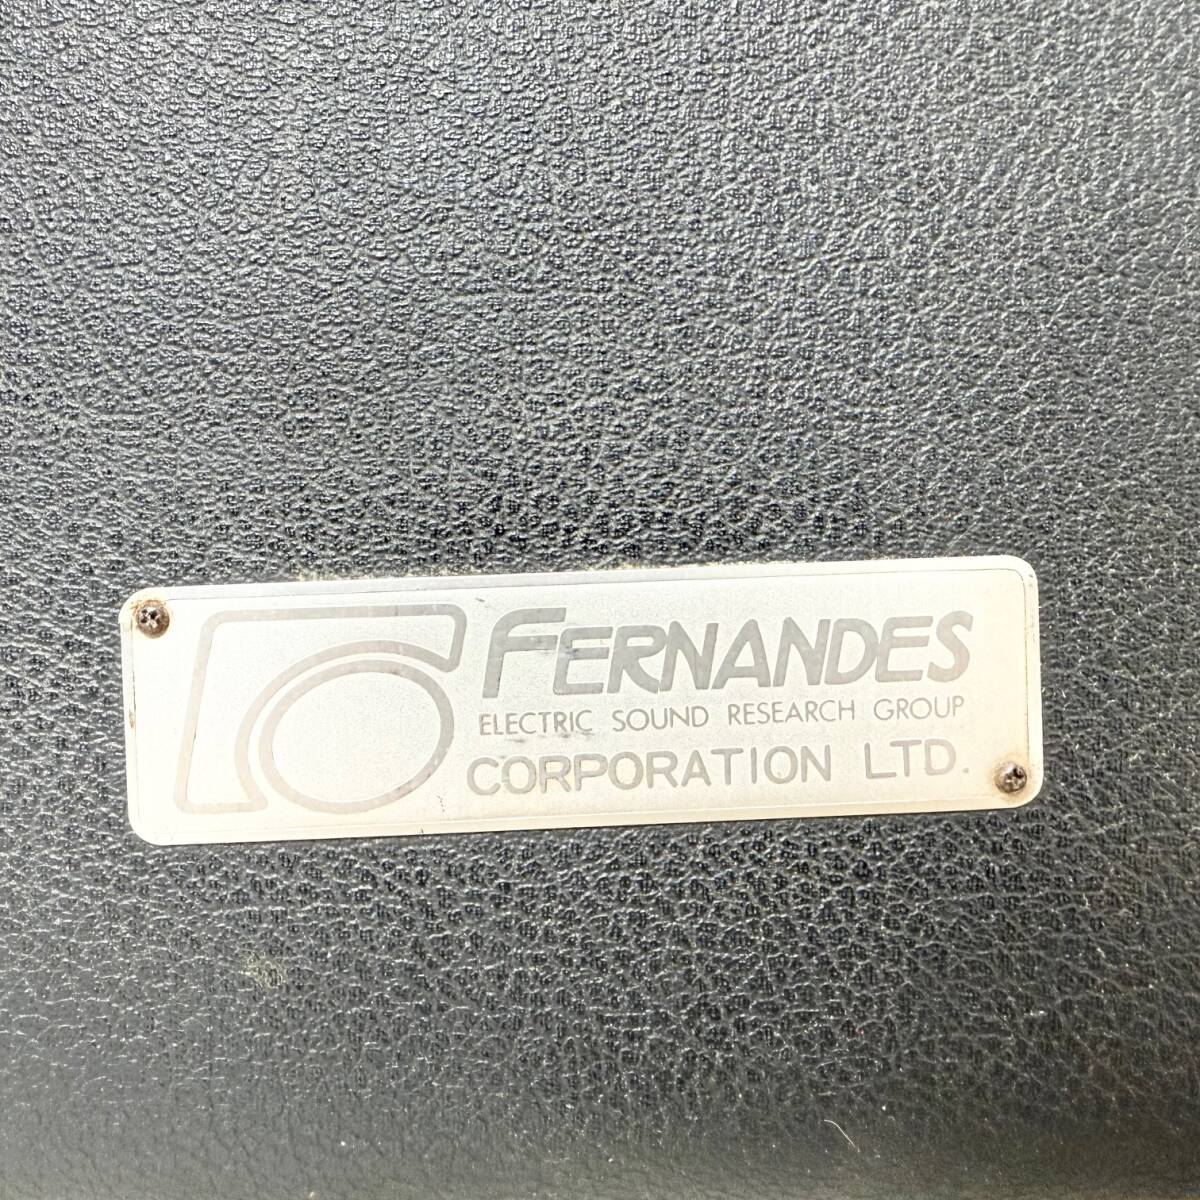 FERNANDES
ELECTRIC SOUND RESEARCH GROUP
CORPORATION LTD.